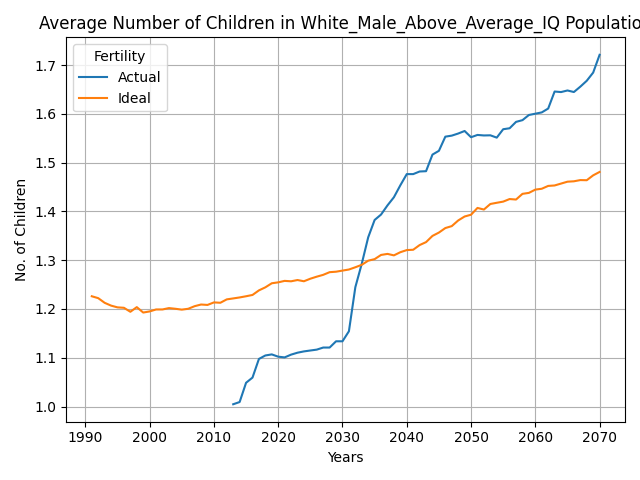 Average Number of Children in White_Male_Above_Average_IQ Populatio
Fertility
Actual
Ideal
No. of Children
1.7
1.6
1.5
1.4
1.3
1.2
1.1
1.0
1990 2000 2010 2020 2030 2040 2050 2060 2070
Years